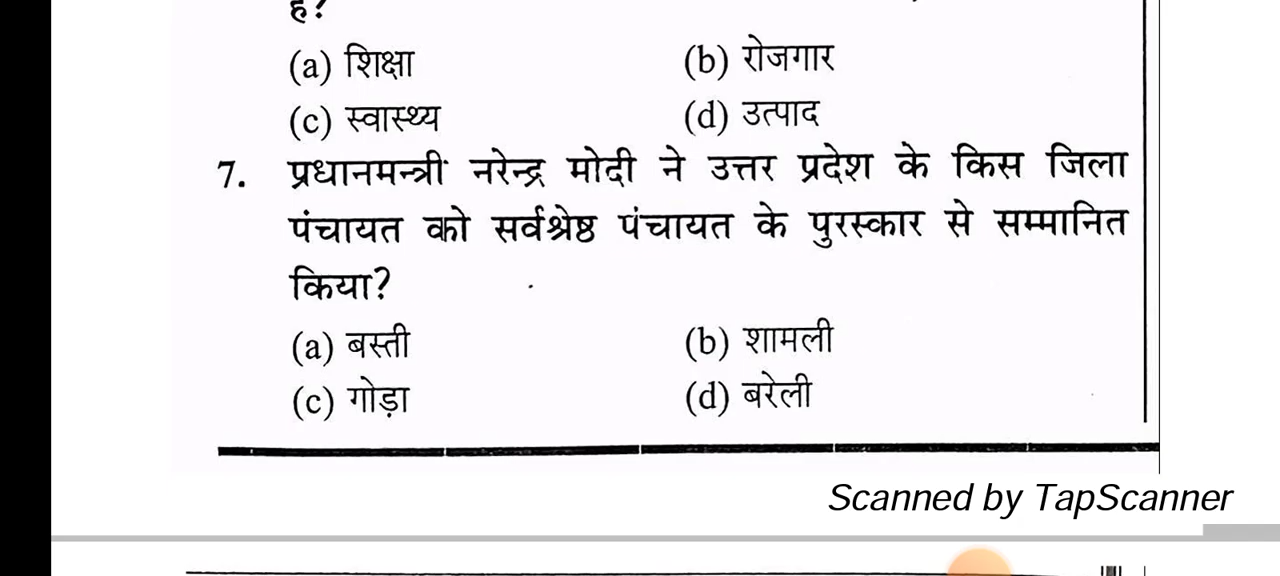 है?
(a) शिक्षा (b) रोजगार
(c) स्वास्थ्य (d) उत्पाद
7. प्रधानमन्त्री नरेन्द्र मोदी ने उत्तर प्रदेश के किस जिला
पंचायत को सर्वश्रेष्ठ पंचायत के पुरस्कार से सम्मानित
किया?
(a) बस्ती (b) शामली
(c) गोड़ा (d) बरेली
Scanned by TapScanner